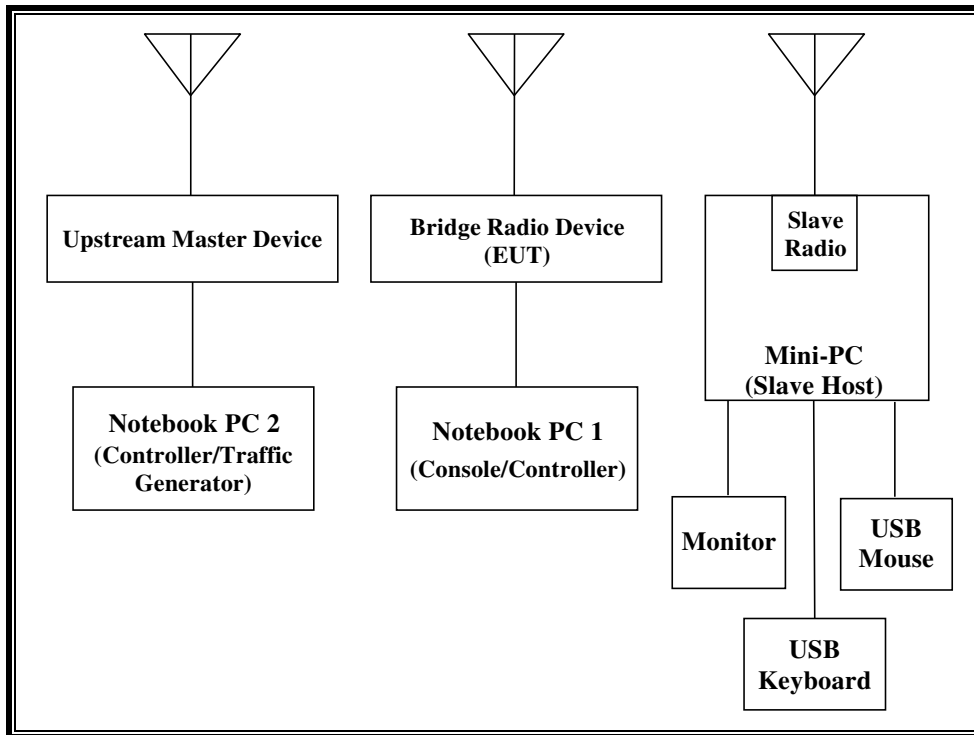 Upstream Master Device
Bridge Radio Device
(EUT)
Slave
Radio
Mini-PC
(Slave Host)
Notebook PC 2
(Controller/Traffic
Generator)
Notebook PC 1
(Console/Controller)
Monitor
USB
Mouse
USB
Keyboard